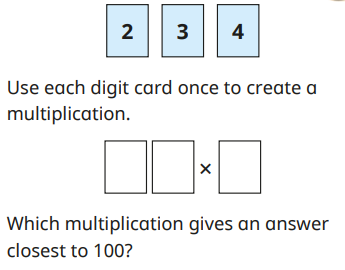 2 3 4
Use each digit card once to create a
multiplication.
×
Which multiplication gives an answer
closest to 100?